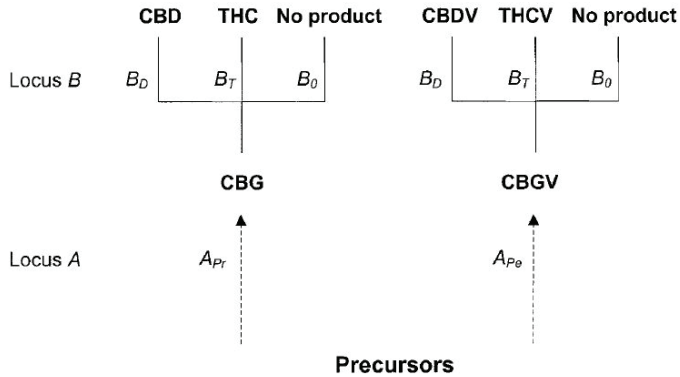 CBD THC No product CBDV THCV No product
Locus B B_D B_T B_0 B_D B_T B_0
CBG CBGV
Locus A A_Pr A_Pe
Precursors